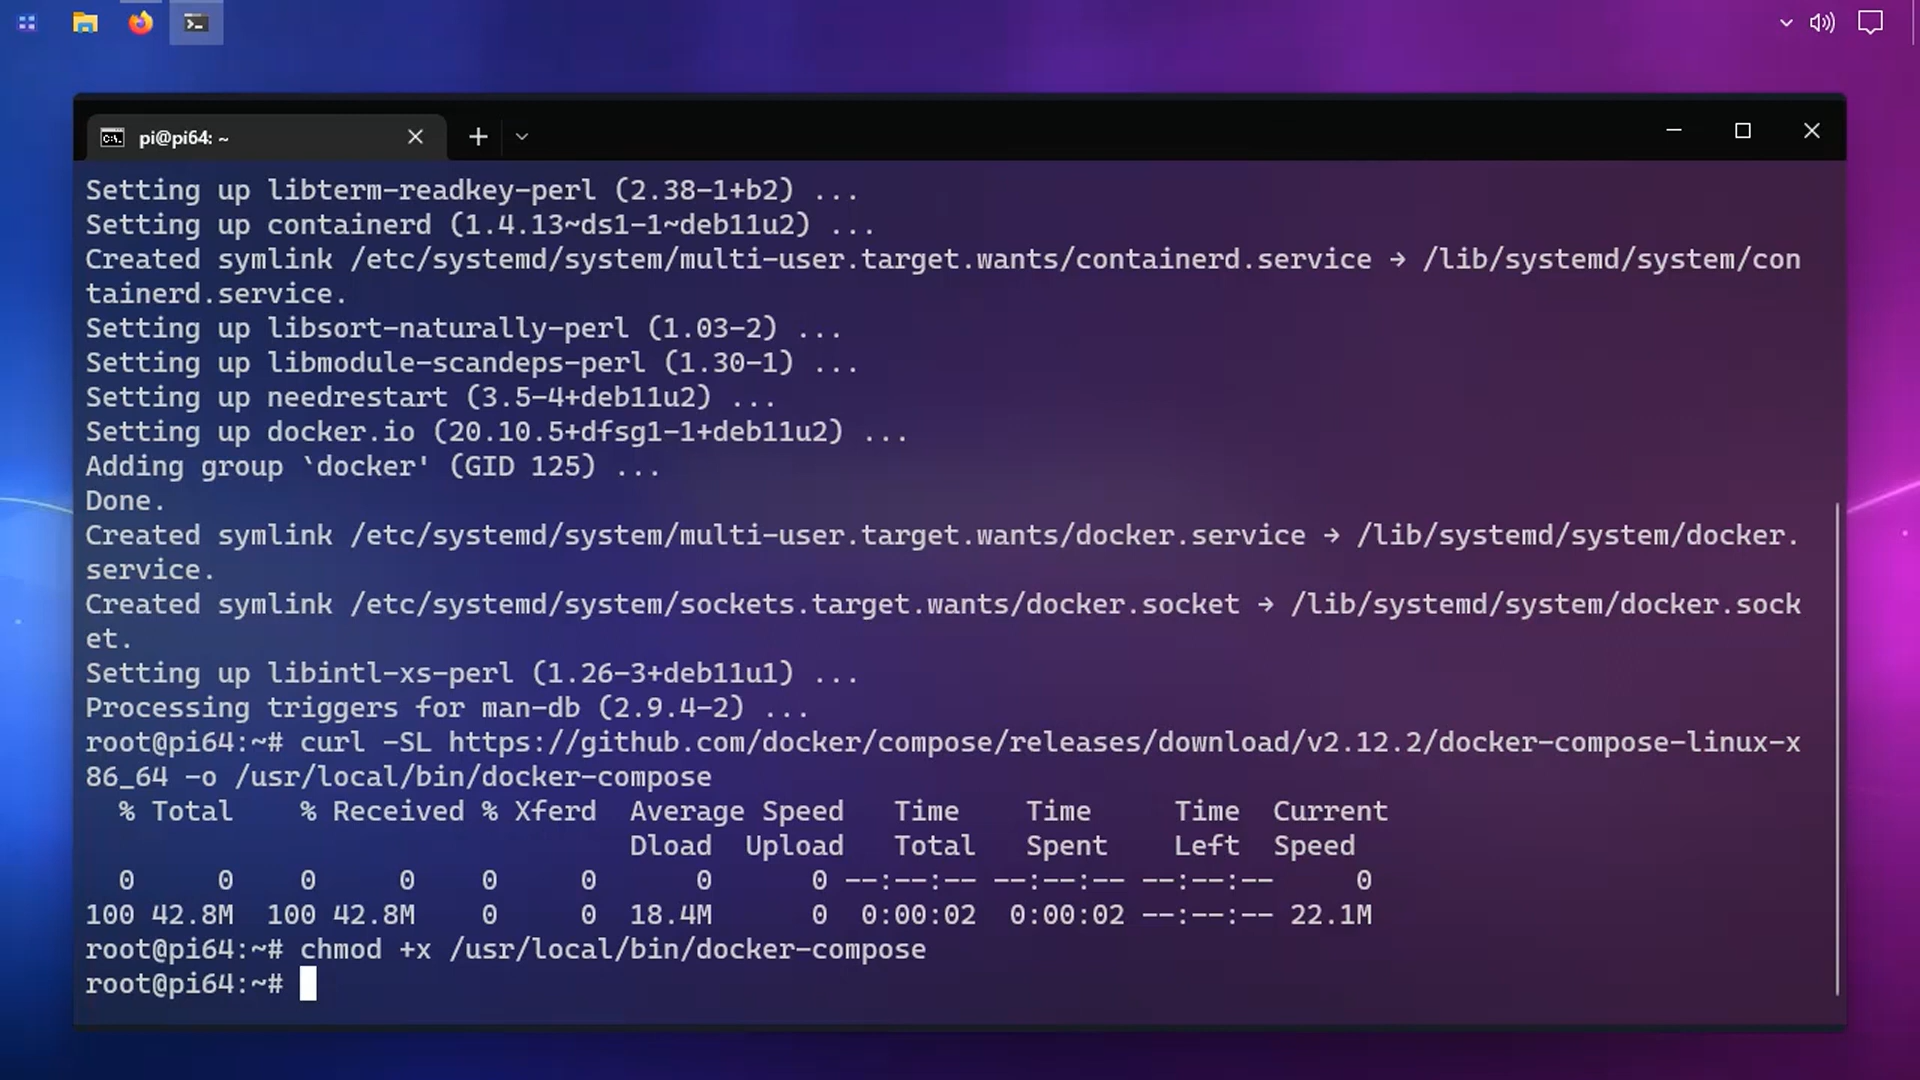 pi@pi64: ~
Setting up libterm-readkey-perl (2.38-1+b2) ...
Setting up containerd (1.4.13~ds1-1~deb11u2) ...
Created symlink /etc/systemd/system/multi-user.target.wants/containerd.service → /lib/systemd/system/con
tainerd.service.
Setting up libsort-naturally-perl (1.03-2) ...
Setting up libmodule-scandeps-perl (1.30-1) ...
Setting up needrestart (3.5-4+deb11u2) ...
Setting up docker.io (20.10.5+dfsg1-1+deb11u2) ...
Adding group `docker' (GID 125) ...
Done.
Created symlink /etc/systemd/system/multi-user.target.wants/docker.service → /lib/systemd/system/docker.
service.
Created symlink /etc/systemd/system/sockets.target.wants/docker.socket → /lib/systemd/system/docker.sock
et.
Setting up libintl-xs-perl (1.26-3+deb11u1) ...
Processing triggers for man-db (2.9.4-2) ...
root@pi64:~# curl -SL https://github.com/docker/compose/releases/download/v2.12.2/docker-compose-linux-x
86_64 -o /usr/local/bin/docker-compose
  % Total    % Received % Xferd  Average Speed   Time    Time     Time  Current
                                 Dload  Upload   Total   Spent    Left  Speed
  0     0    0     0    0     0      0      0 --:--:-- --:--:-- --:--:--     0
100 42.8M  100 42.8M    0     0  18.4M      0  0:00:02  0:00:02 --:--:-- 22.1M
root@pi64:~# chmod +x /usr/local/bin/docker-compose
root@pi64:~#